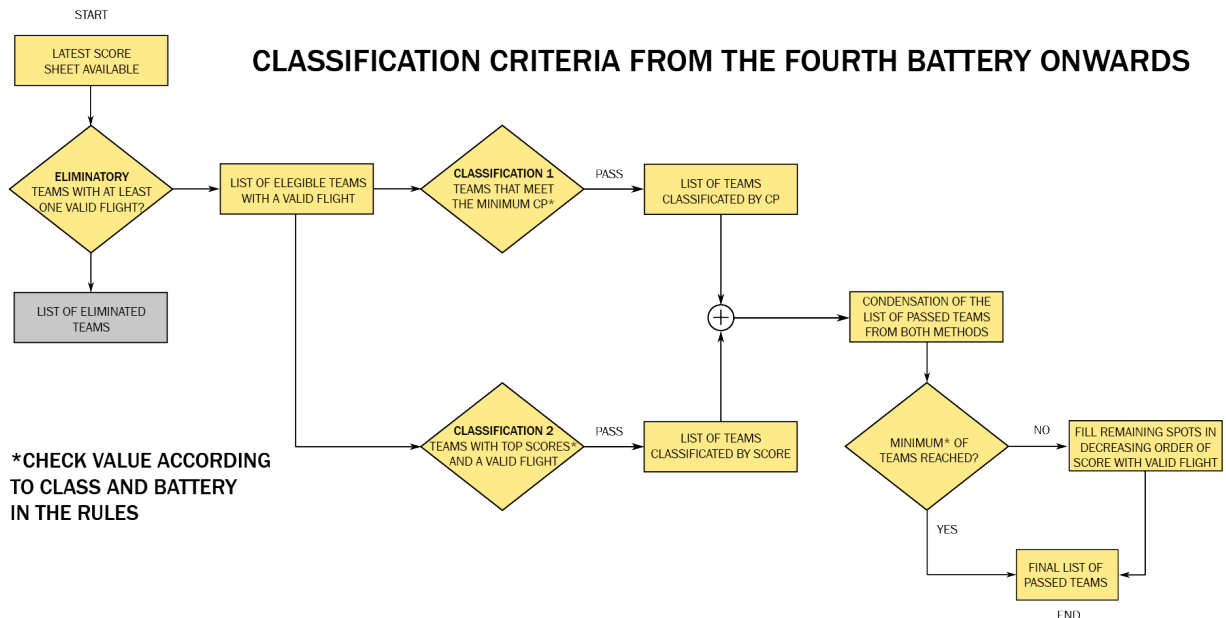 START
LATEST SCORE
SHEET AVAILABLE
CLASSIFICATION CRITERIA FROM THE FOURTH BATTERY ONWARDS
ELIMINATORY
TEAMS WITH AT LEAST
ONE VALID FLIGHT?
LIST OF ELEGIBLE TEAMS
WITH A VALID FLIGHT
CLASSIFICATION 1
TEAMS THAT MEET
THE MINIMUM CP*
PASS
LIST OF TEAMS
CLASSIFICATED BY CP
LIST OF ELIMINATED
TEAMS
CONDENSATION OF THE
LIST OF PASSED TEAMS
FROM BOTH METHODS
CLASSIFICATION 2
TEAMS WITH TOP SCORES*
AND A VALID FLIGHT
PASS
LIST OF TEAMS
CLASSIFICATED BY SCORE
MINIMUM* OF
TEAMS REACHED?
NO
FILL REMAINING SPOTS IN
DECREASING ORDER OF
SCORE WITH VALID FLIGHT
YES
*CHECK VALUE ACCORDING
TO CLASS AND BATTERY
IN THE RULES
FINAL LIST OF
PASSED TEAMS
END